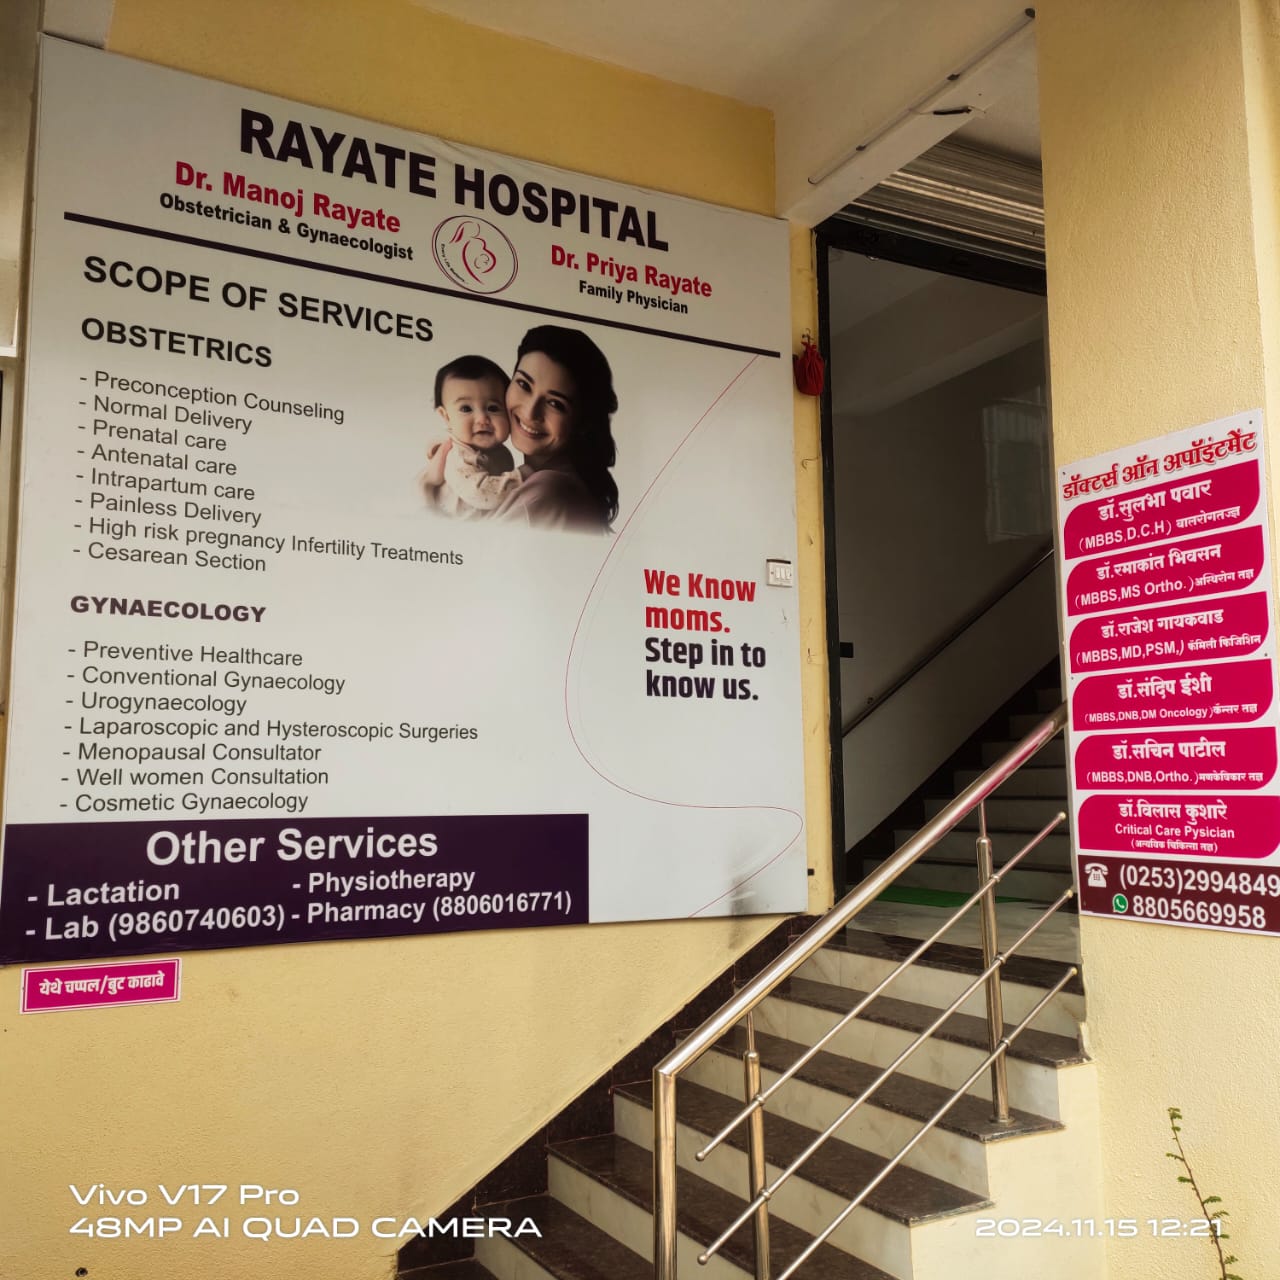 RAYATE HOSPITAL
Dr. Manoj Rayate
Obstetrician & Gynaecologist
Dr. Priya Rayate
Family Physician
SCOPE OF SERVICES
OBSTETRICS
- Preconception Counseling
- Normal Delivery
- Prenatal care
- Antenatal care
- Intrapartum care
- Painless Delivery
- High risk pregnancy Infertility Treatments
- Cesarean Section
GYNAECOLOGY
- Preventive Healthcare
- Conventional Gynaecology
- Urogynaecology
- Laparoscopic and Hysteroscopic Surgeries
- Menopausal Consultator
- Well women Consultation
- Cosmetic Gynaecology
We Know
moms.
Step in to
know us.
Other Services
- Lactation
- Physiotherapy
- Lab (9860740603)
- Pharmacy (8806016771)
येथे चप्पल/बुट काढावे
डॉक्टर्स ऑन अपॉइंटमेंट
डॉ.सुलभा पवार
(MBBS,D.C.H) बालरोगतज्ज्ञ
डॉ.रमाकांत भिवसन
(MBBS,MS Ortho.) अस्थिरोग तज्ञ
डॉ.राजेश गायकवाड
(MBBS,MD,PSM,) फॅमिली फिजिशिन
डॉ.संदिप ईशी
(MBBS,DNB,DM Oncology) कॅन्सर तज्ञ
डॉ.सचिन पाटील
(MBBS,DNB,Ortho.) मणकेविकार तज्ञ
डॉ.विलास कुशारे
Critical Care Pysician
(अत्यविक चिकित्सा तज्ञ)
(0253)2994849
8805669958
Vivo V17 Pro
48MP AI QUAD CAMERA
2024.11.15 12:21